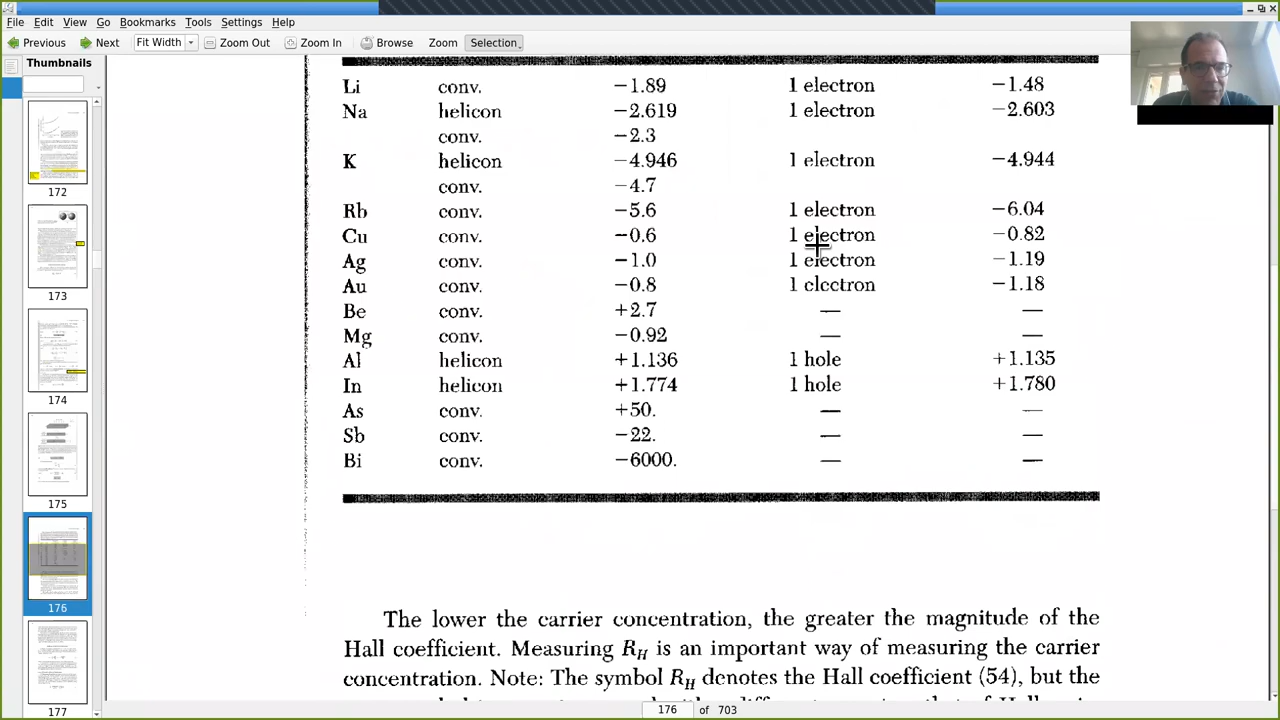 File Edit View Go Bookmarks Tools Settings Help
Previous Next Fit Width Zoom Out Zoom In Browse Zoom Selection
Thumbnails
172
173
174
175
176
177
Li conv. −1.89 1 electron −1.48
Na helicon −2.619 1 electron −2.603
conv. −2.3
K helicon −4.946 1 electron −4.944
conv. −4.7
Rb conv. −5.6 1 electron −6.04
Cu conv. −0.6 1 electron −0.82
Ag conv. −1.0 1 electron −1.19
Au conv. −0.8 1 electron −1.18
Be conv. +2.7 — —
Mg conv. −0.92 — —
Al helicon +1.136 1 hole +1.135
In helicon +1.774 1 hole +1.780
As conv. +50. — —
Sb conv. −22. — —
Bi conv. −6000. — —
The lower the carrier concentration, the greater the magnitude of the
Hall coefficient. Measuring R_H is an important way of measuring the carrier
concentration. Note: The symbol R_H denotes the Hall coefficient (54), but the
176 of 703